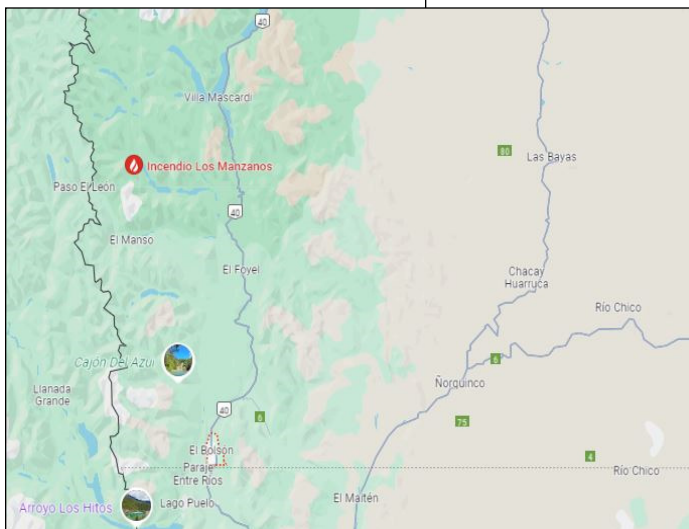 40
Villa Mascardi
Incendio Los Manzanos
80
Las Bayas
Paso El Leon
40
El Manso
El Foyel
Chacay
Huarruca
Río Chico
Cajón Del Azul
6
Llanada
Grande
Ñorquinco
40
6
75
El Bolsón
Paraje
Entre Ríos
4
Río Chico
El Maitén
Arroyo Los Hitos
Lago Puelo